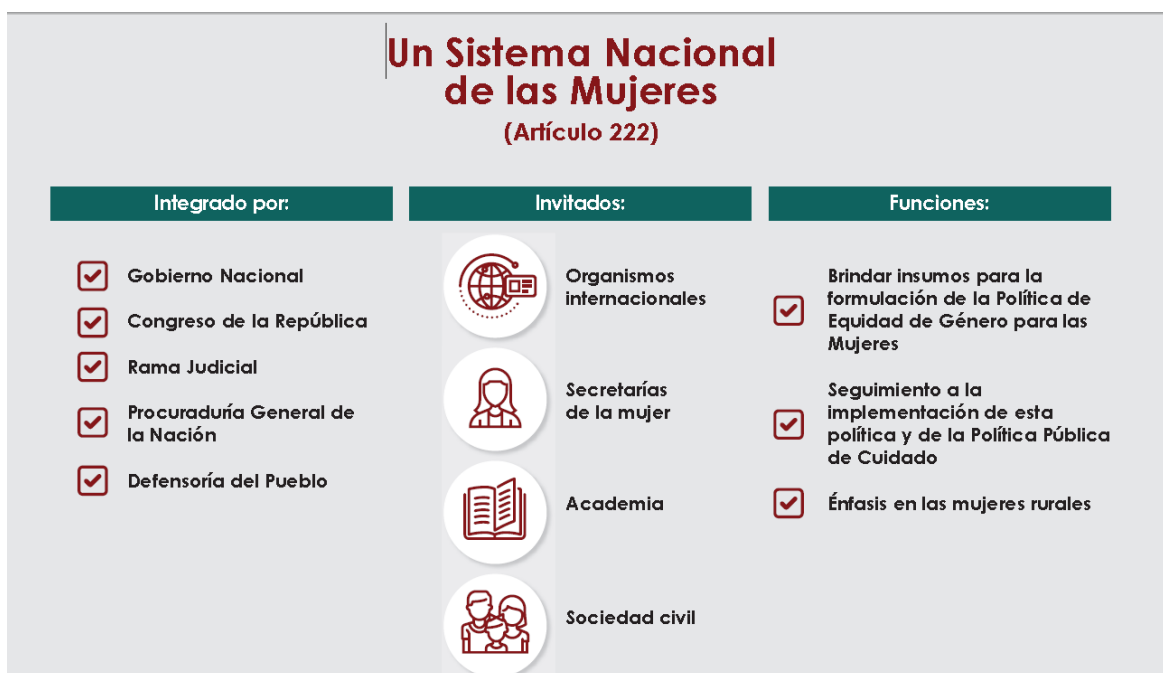 Un Sistema Nacional
de las Mujeres
(Artículo 222)
Integrado por:
Gobierno Nacional
Congreso de la República
Rama Judicial
Procuraduría General de
la Nación
Defensoría del Pueblo
Invitados:
Organismos
internacionales
Secretarías
de la mujer
Academia
Sociedad civil
Funciones:
Brindar insumos para la
formulación de la Política de
Equidad de Género para las
Mujeres
Seguimiento a la
implementación de esta
política y de la Política Pública
de Cuidado
Énfasis en las mujeres rurales